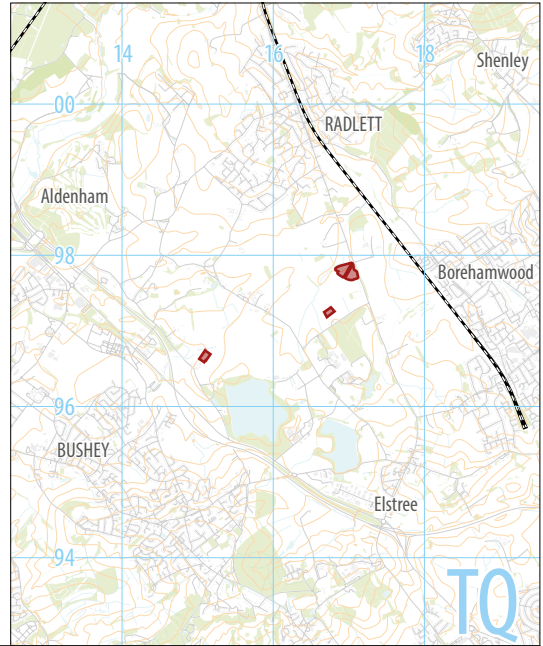 14
16
18
Shenley
00
RADLETT
Aldenham
98
Borehamwood
96
BUSHEY
Elstree
94
TQ